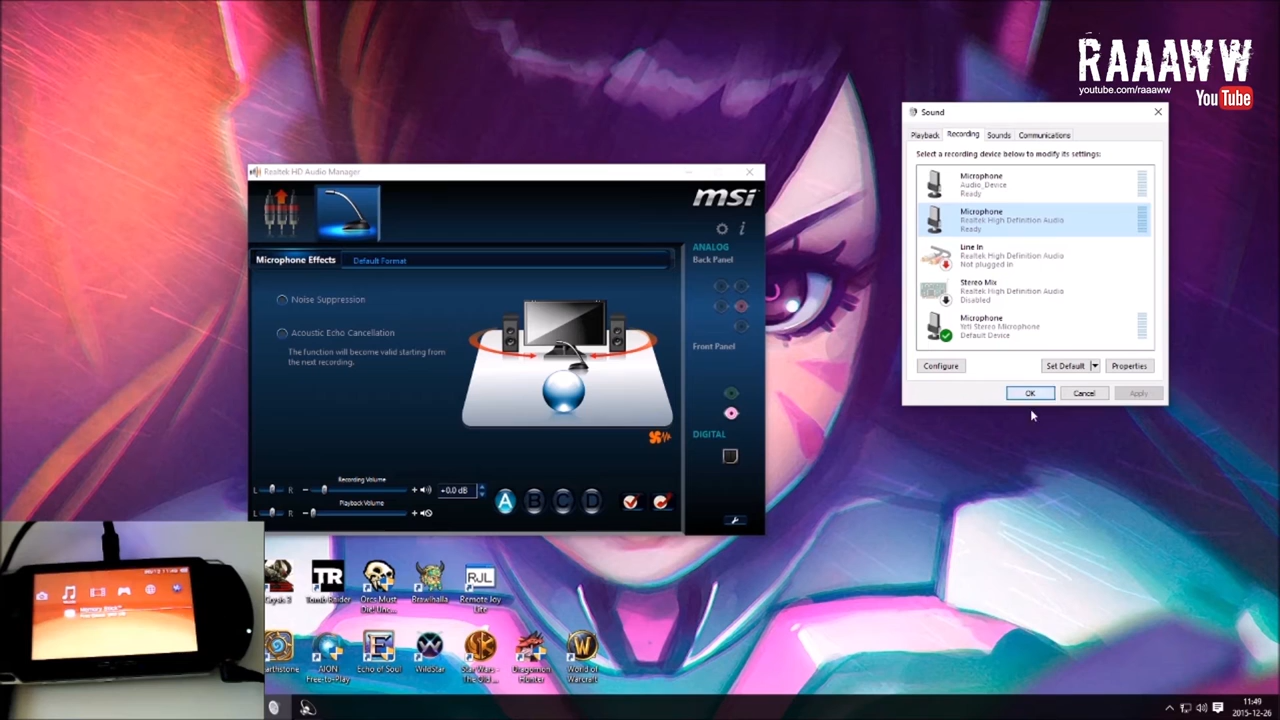 RAAAWW
youtube.com/raaaww
YouTube
Sound
Playback
Recording
Sounds
Communications
Select a recording device below to modify its settings:
Microphone
Audio_Device
Ready
Microphone
Realtek High Definition Audio
Ready
Line In
Realtek High Definition Audio
Not plugged in
Stereo Mix
Realtek High Definition Audio
Disabled
Microphone
Yeti Stereo Microphone
Default Device
Configure
Set Default
Properties
OK
Cancel
Apply
Realtek HD Audio Manager
msi
i
Microphone Effects
Default Format
Noise Suppression
Acoustic Echo Cancellation
The function will become valid starting from
the next recording.
ANALOG
Back Panel
Front Panel
DIGITAL
Recording Volume
L
R
- +
+0.0 dB
Playback Volume
L
R
- +
A
B
C
D
TR
RJL
Tomb Raider
Orcs Must
Die! Unc...
Brawlhalla
Remote Joy
Lite
AION
Free-to-Play
Echo of Soul
WildStar
Star Wars -
The Old ...
Dragomon
Hunter
World of
Warcraft
11:49
2015-12-26